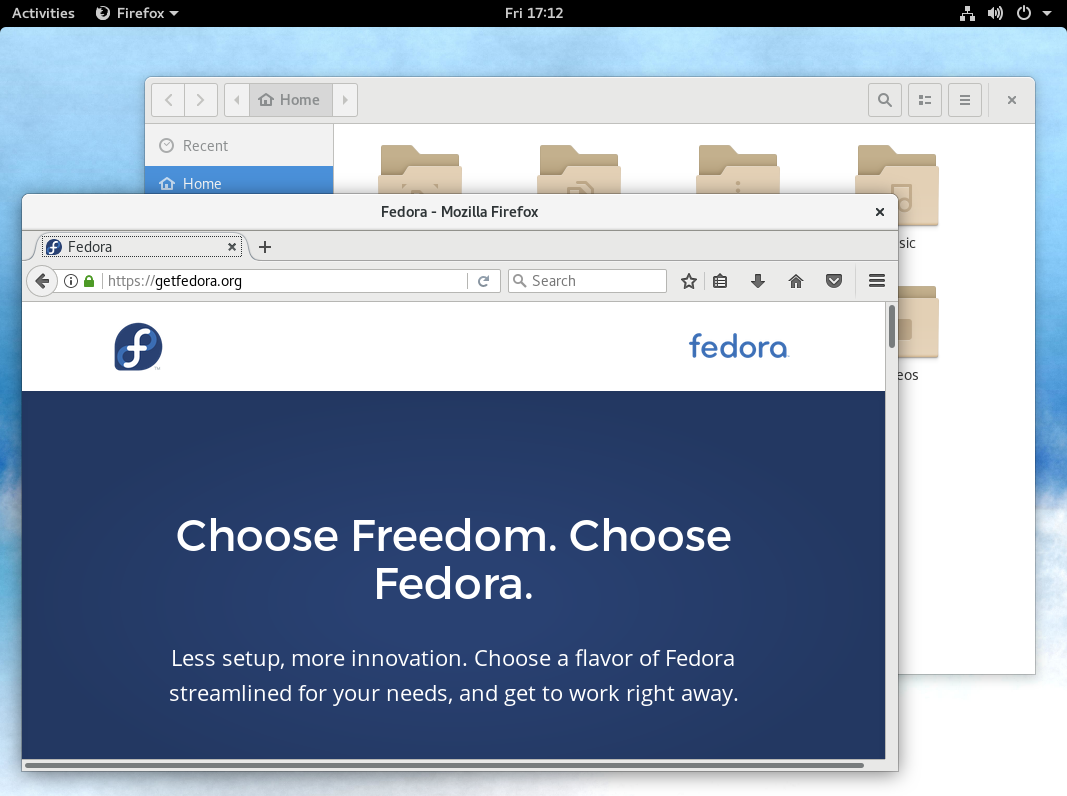 Activities Firefox Fri 17:12
Home
Recent
Home
sic
eos
Fedora - Mozilla Firefox
Fedora
https://getfedora.org Search
fedora
TM
Choose Freedom. Choose
Fedora.
Less setup, more innovation. Choose a flavor of Fedora
streamlined for your needs, and get to work right away.